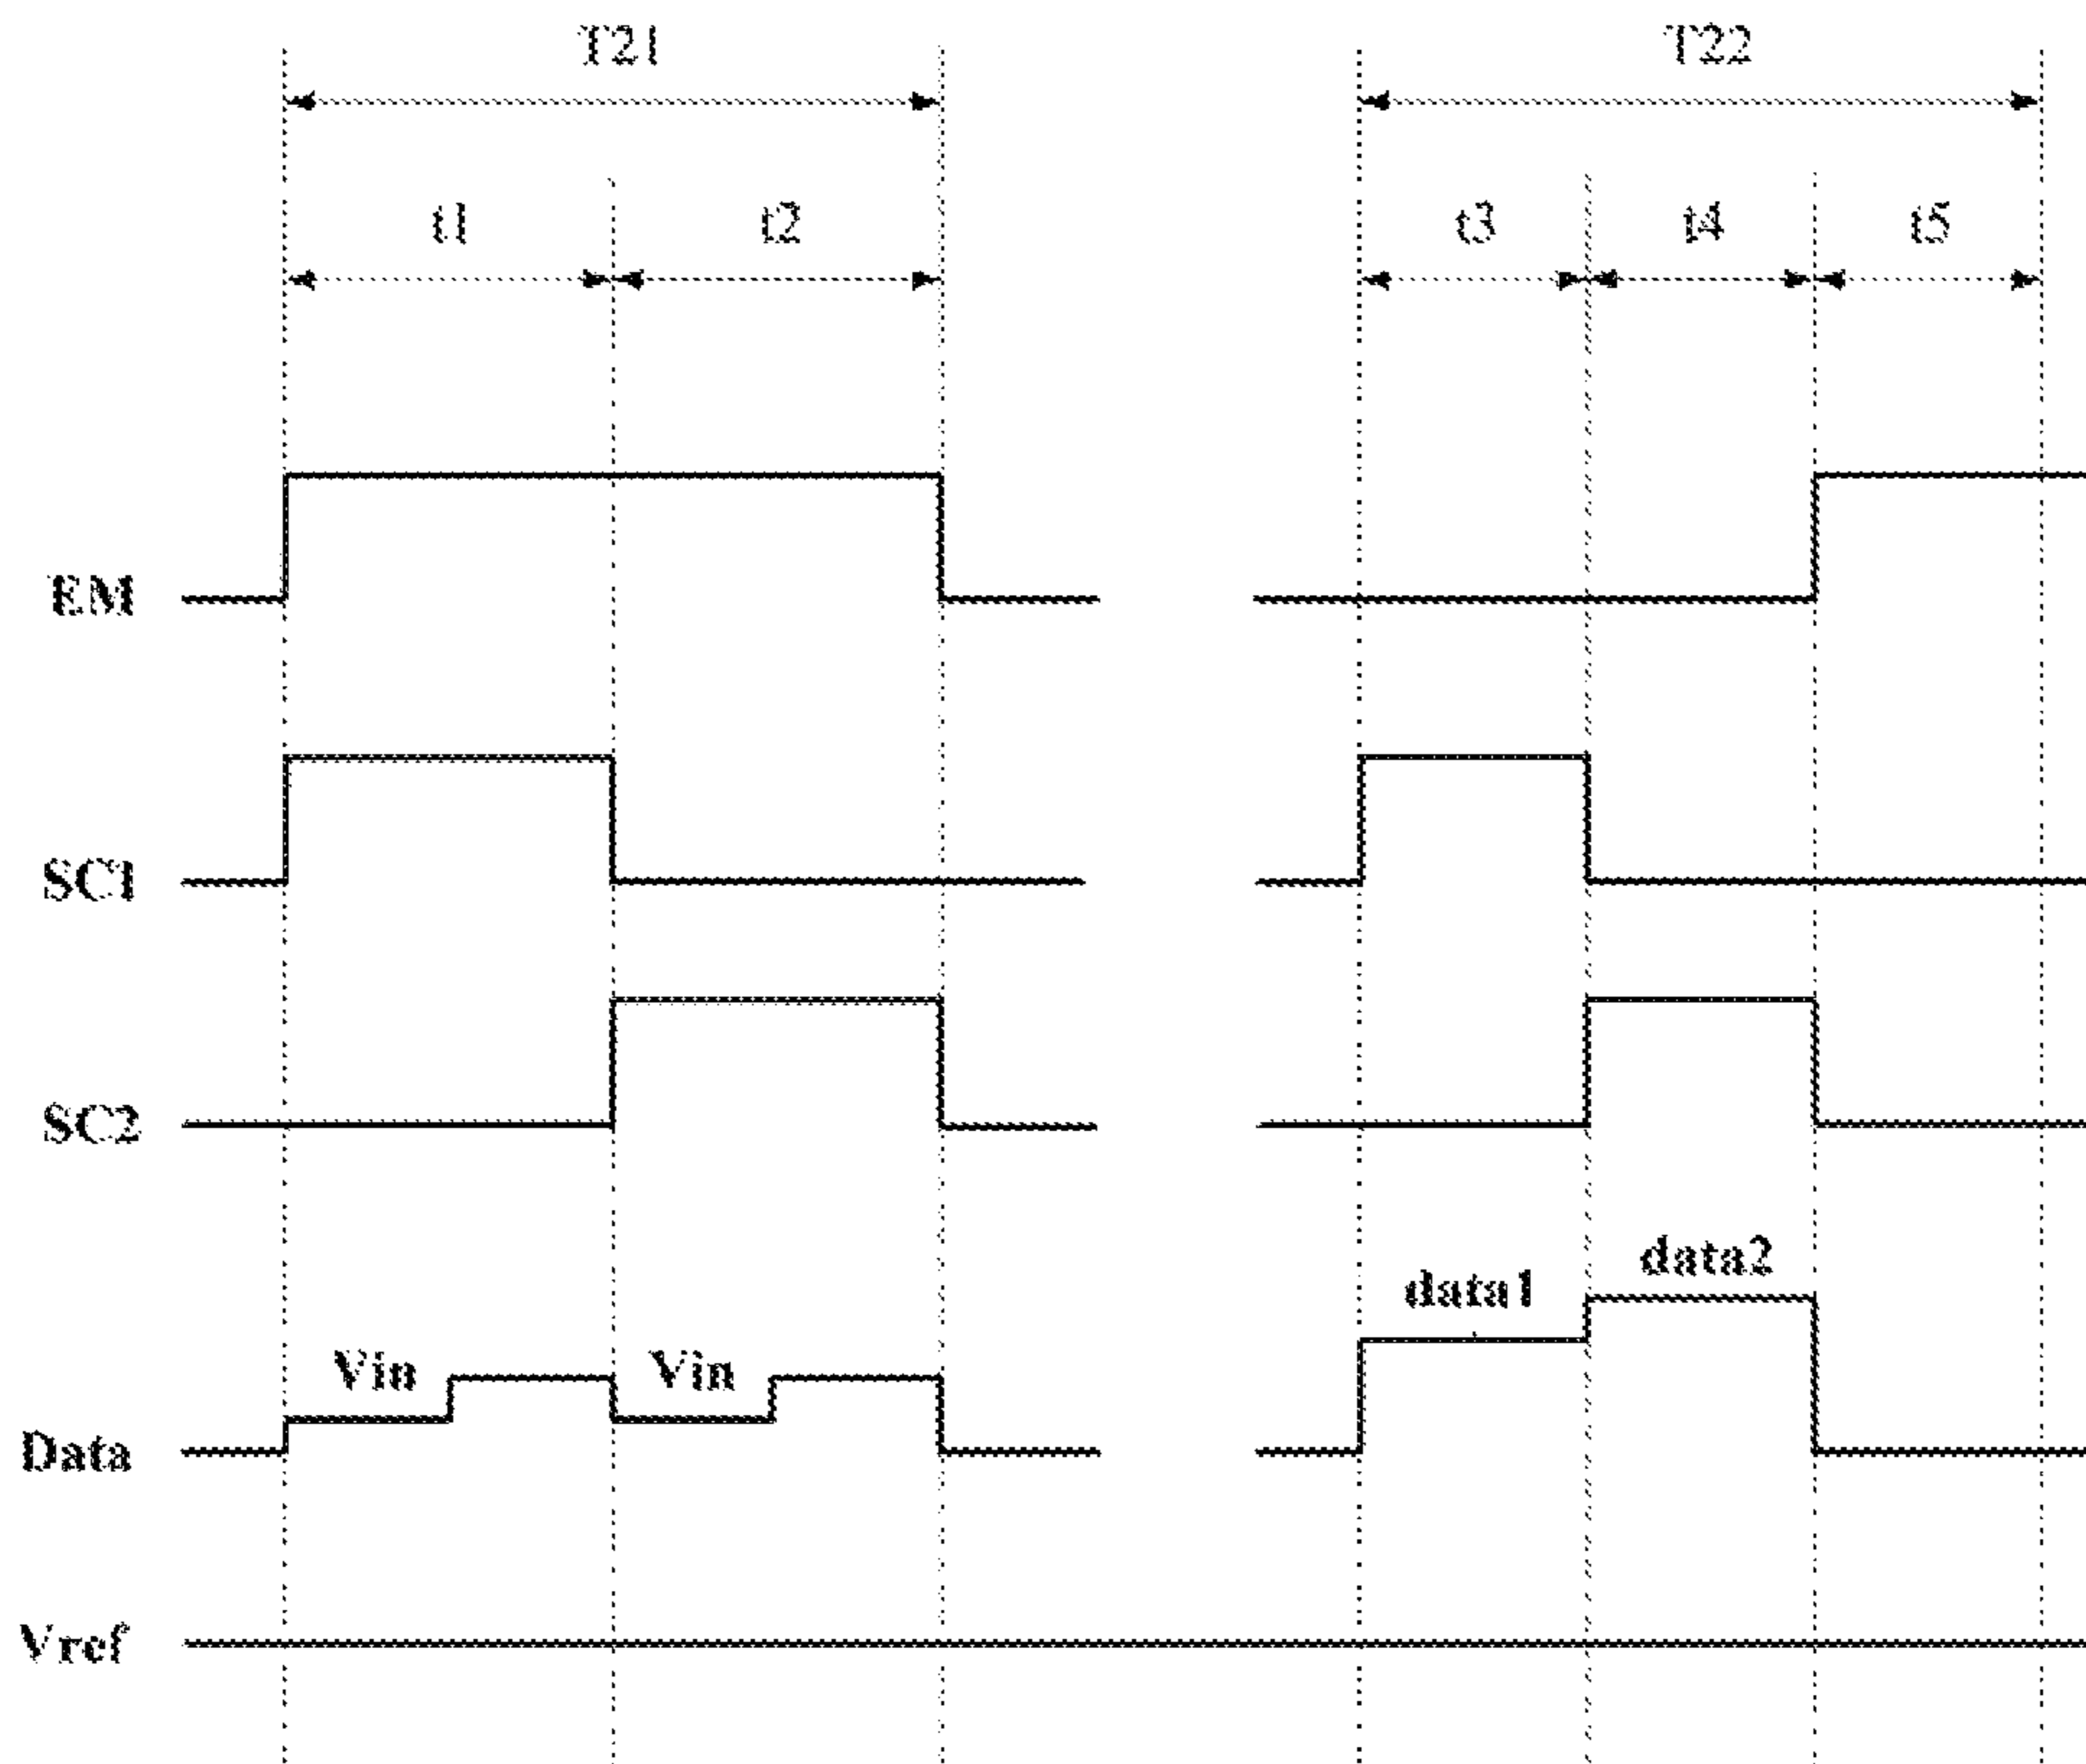 T21 T22
t1 t2 t3 t4 t5
EM
SC1
SC2
data1 data2
Vin Vin
Data
Vref